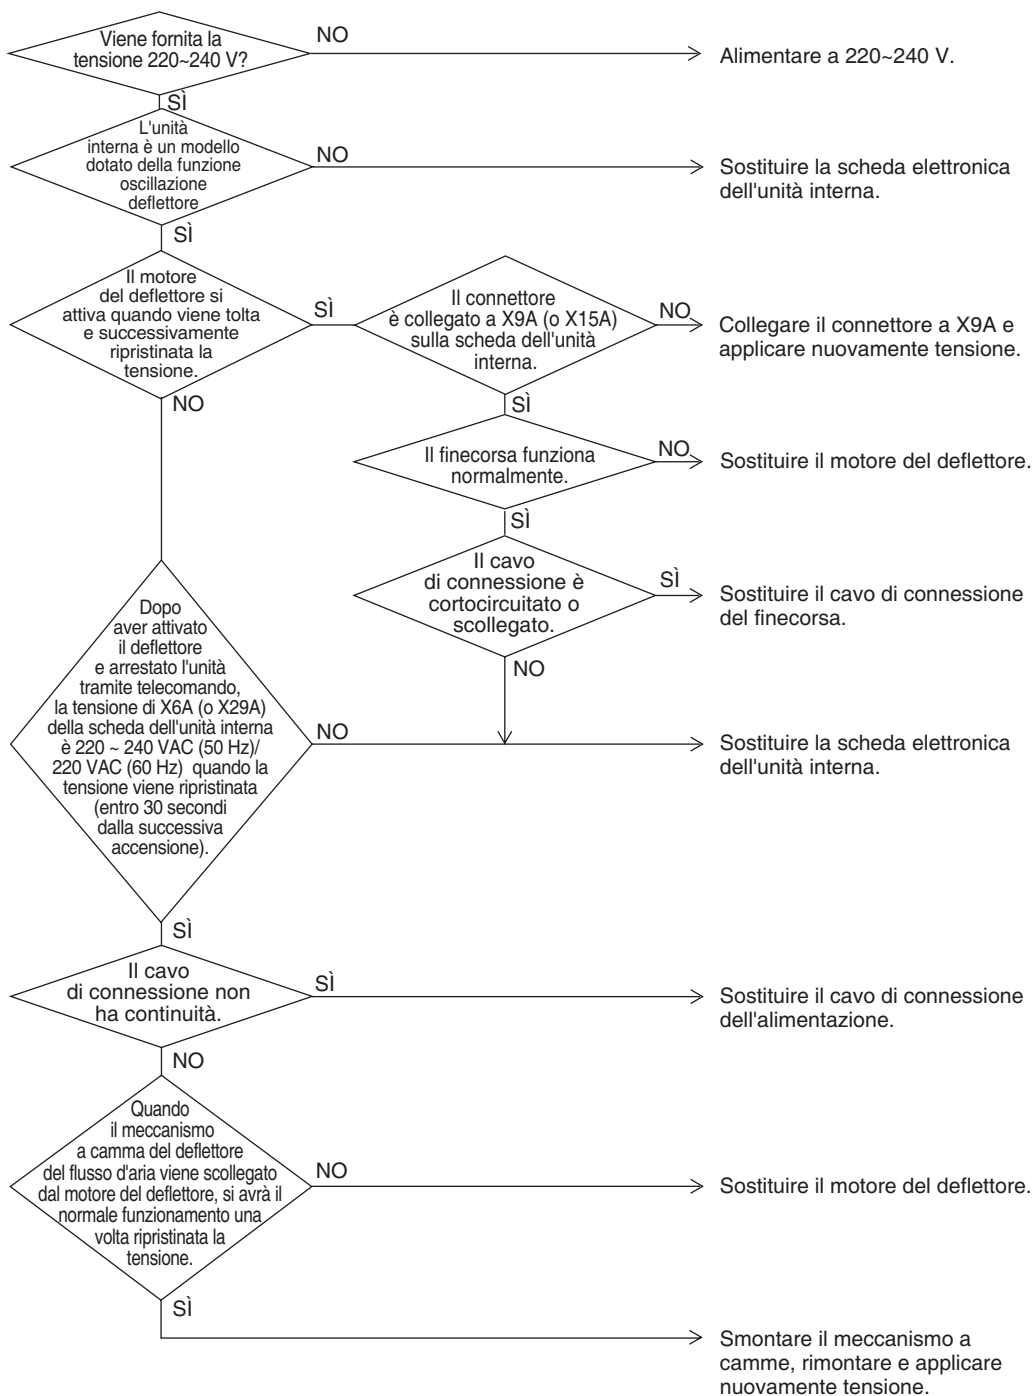 Viene fornita la
tensione 220~240 V?
NO
Alimentare a 220~240 V.
SÌ
L'unità
interna è un modello
dotato della funzione
oscillazione
deflettore
NO
Sostituire la scheda elettronica
dell'unità interna.
SÌ
Il motore
del deflettore si
attiva quando viene tolta
e successivamente
ripristinata la
tensione.
SÌ
Il connettore
è collegato a X9A (o X15A)
sulla scheda dell'unità
interna.
NO
Collegare il connettore a X9A e
applicare nuovamente tensione.
NO
SÌ
Il finecorsa funziona
normalmente.
NO
Sostituire il motore del deflettore.
SÌ
Il cavo
di connessione è
cortocircuitato o
scollegato.
SÌ
Sostituire il cavo di connessione
del finecorsa.
NO
Dopo
aver attivato
il deflettore
e arrestato l'unità
tramite telecomando,
la tensione di X6A (o X29A)
della scheda dell'unità interna
è 220 ~ 240 VAC (50 Hz)/
220 VAC (60 Hz) quando la
tensione viene ripristinata
(entro 30 secondi
dalla successiva
accensione).
NO
Sostituire la scheda elettronica
dell'unità interna.
SÌ
Il cavo
di connessione non
ha continuità.
SÌ
Sostituire il cavo di connessione
dell'alimentazione.
NO
Quando
il meccanismo
a camma del deflettore
del flusso d'aria viene scollegato
dal motore del deflettore, si avrà il
normale funzionamento una
volta ripristinata la
tensione.
NO
Sostituire il motore del deflettore.
SÌ
Smontare il meccanismo a
camme, rimontare e applicare
nuovamente tensione.